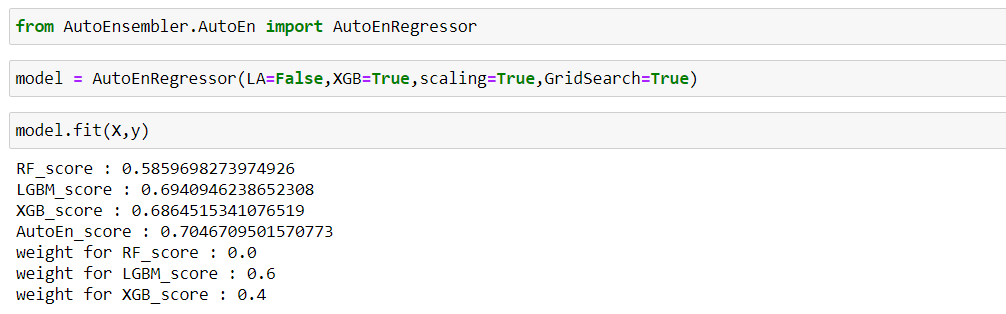 from AutoEnsembler.AutoEn import AutoEnRegressor
model = AutoEnRegressor(LA=False,XGB=True,scaling=True,GridSearch=True)
model.fit(X,y)
RF_score : 0.5859698273974926
LGBM_score : 0.6940946238652308
XGB_score : 0.6864515341076519
AutoEn_score : 0.7046709501570773
weight for RF_score : 0.0
weight for LGBM_score : 0.6
weight for XGB_score : 0.4